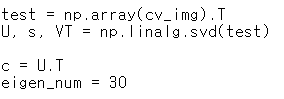 test = np.array(cv_img).T
U, s, VT = np.linalg.svd(test)
c = U.T
eigen_num = 30